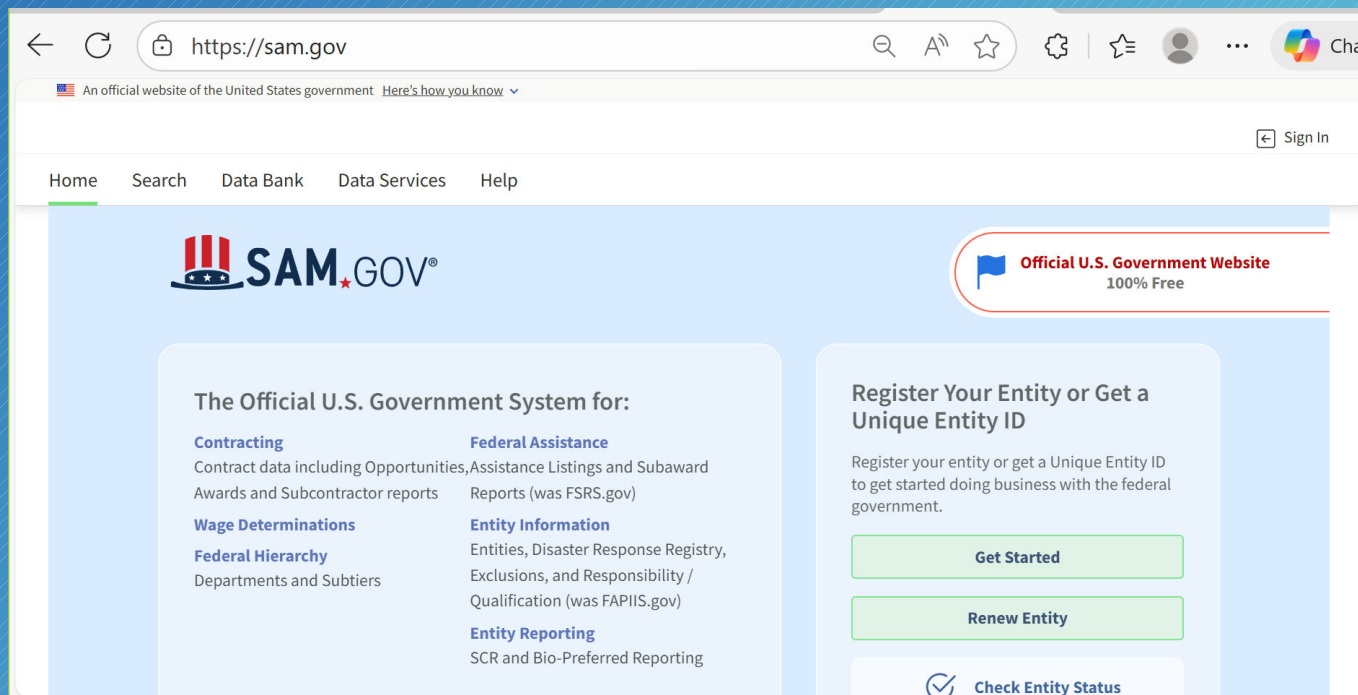 https://sam.gov
An official website of the United States government Here's how you know
Sign In
Home Search Data Bank Data Services Help
SAM.GOV®
Official U.S. Government Website
100% Free
The Official U.S. Government System for:
Contracting
Contract data including Opportunities,
Awards and Subcontractor reports
Wage Determinations
Federal Hierarchy
Departments and Subtiers
Federal Assistance
Assistance Listings and Subaward
Reports (was FSRS.gov)
Entity Information
Entities, Disaster Response Registry,
Exclusions, and Responsibility /
Qualification (was FAPIIS.gov)
Entity Reporting
SCR and Bio-Preferred Reporting
Register Your Entity or Get a
Unique Entity ID
Register your entity or get a Unique Entity ID
to get started doing business with the federal
government.
Get Started
Renew Entity
Check Entity Status